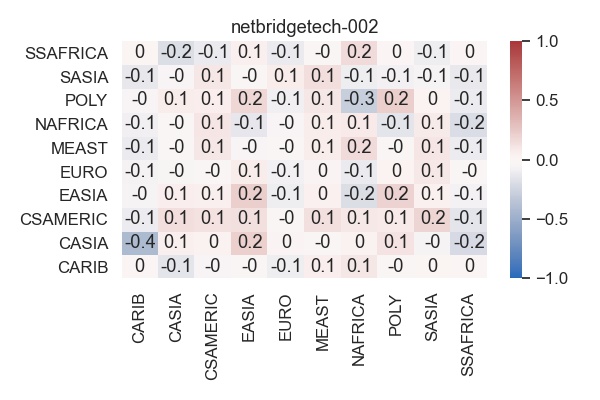 netbridgetech-002
SSAFRICA 0 -0.2 -0.1 0.1 -0.1 -0 0.2 0 -0.1 0
SASIA -0.1 -0 0.1 -0 0.1 0.1 -0.1 -0.1 -0.1 -0.1
POLY -0 0.1 0.1 0.2 -0.1 0.1 -0.3 0.2 0 -0.1
NAFRICA -0.1 -0 0.1 -0.1 -0 0.1 0.1 -0.1 0.1 -0.2
MEAST -0.1 -0 0.1 -0 -0 0.1 0.2 -0 0.1 -0.1
EURO -0.1 -0 -0 0.1 -0.1 0 -0.1 0 0.1 -0
EASIA -0 0.1 0.1 0.2 -0.1 0 -0.2 0.2 0.1 -0.1
CSAMERIC -0.1 0.1 0.1 0.1 -0 0.1 0.1 0.1 0.2 -0.1
CASIA -0.4 0.1 0 0.2 0 -0 0 0.1 -0 -0.2
CARIB 0 -0.1 -0 -0 -0.1 0.1 0.1 -0 0 0
CARIB CASIA CSAMERIC EASIA EURO MEAST NAFRICA POLY SASIA SSAFRICA
1.0
0.5
0.0
−0.5
−1.0